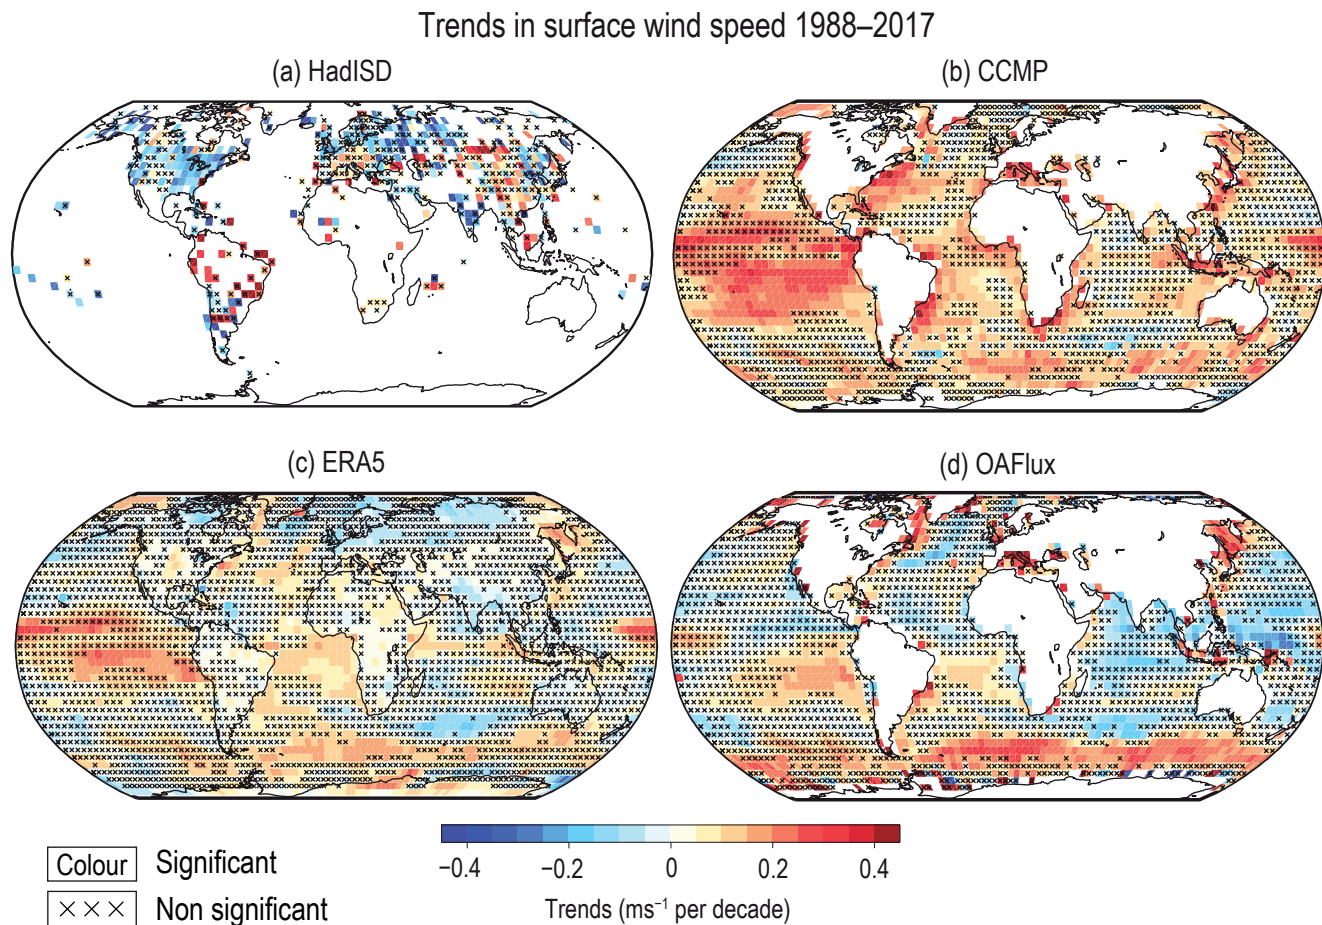 Trends in surface wind speed 1988–2017
(a) HadISD
(b) CCMP
(c) ERA5
(d) OAFlux
Colour Significant
××× Non significant
−0.4 −0.2 0 0.2 0.4
Trends (ms⁻¹ per decade)